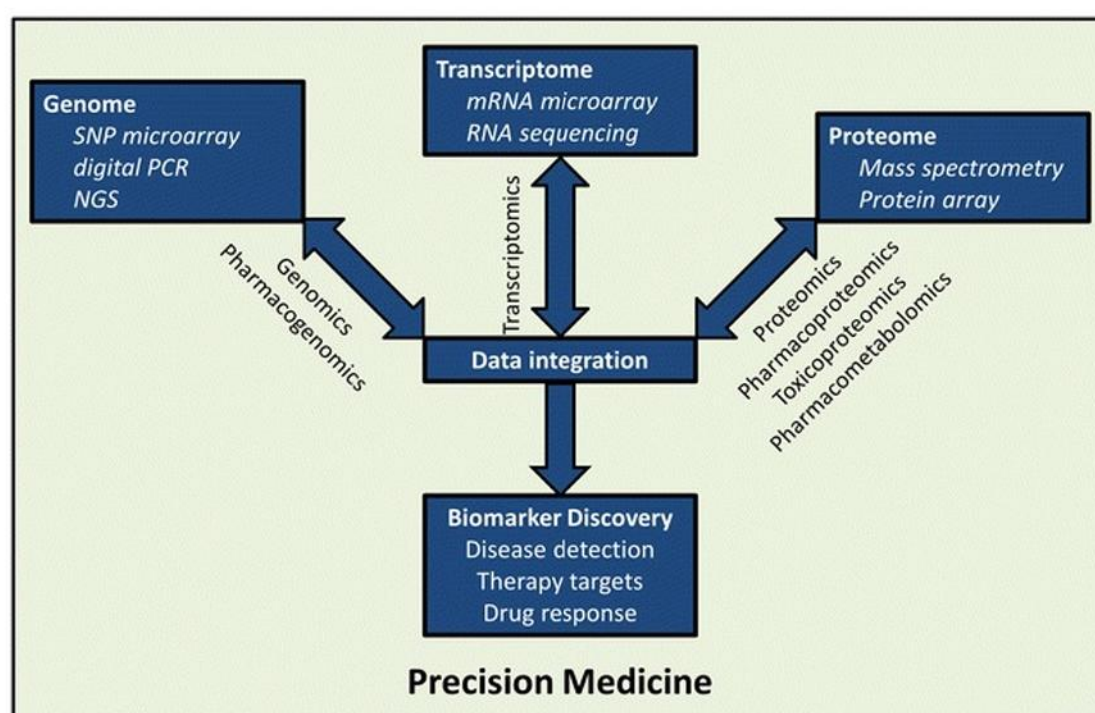 Genome
SNP microarray
digital PCR
NGS
Transcriptome
mRNA microarray
RNA sequencing
Proteome
Mass spectrometry
Protein array
Genomics
Pharmacogenomics
Transcriptomics
Proteomics
Pharmacoproteomics
Toxicoproteomics
Pharmacometabolomics
Data integration
Biomarker Discovery
Disease detection
Therapy targets
Drug response
Precision Medicine